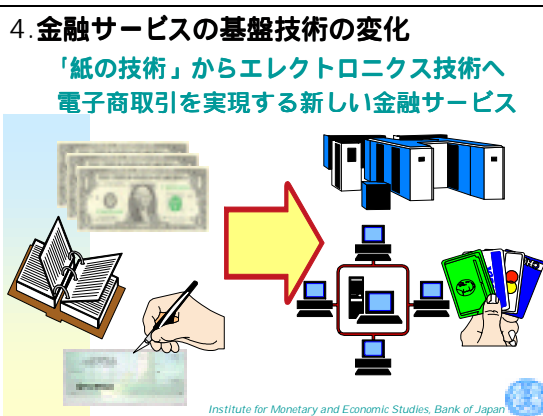 4.金融サービスの基盤技術の変化
「紙の技術」からエレクトロニクス技術へ
電子商取引を実現する新しい金融サービス
Institute for Monetary and Economic Studies, Bank of Japan